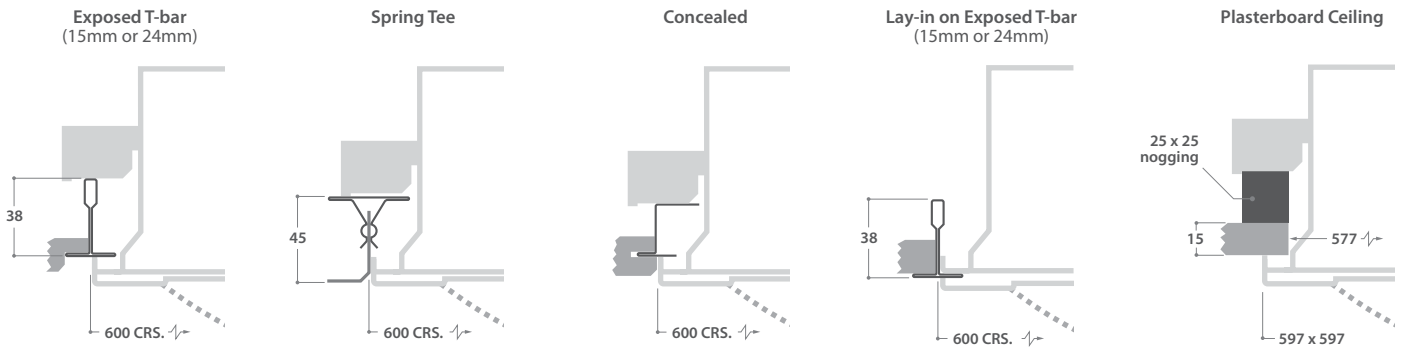 Exposed T-bar
(15mm or 24mm)
38
600 CRS.
Spring Tee
45
600 CRS.
Concealed
600 CRS.
Lay-in on Exposed T-bar
(15mm or 24mm)
38
600 CRS.
Plasterboard Ceiling
25 x 25
nogging
15
577
597 x 597